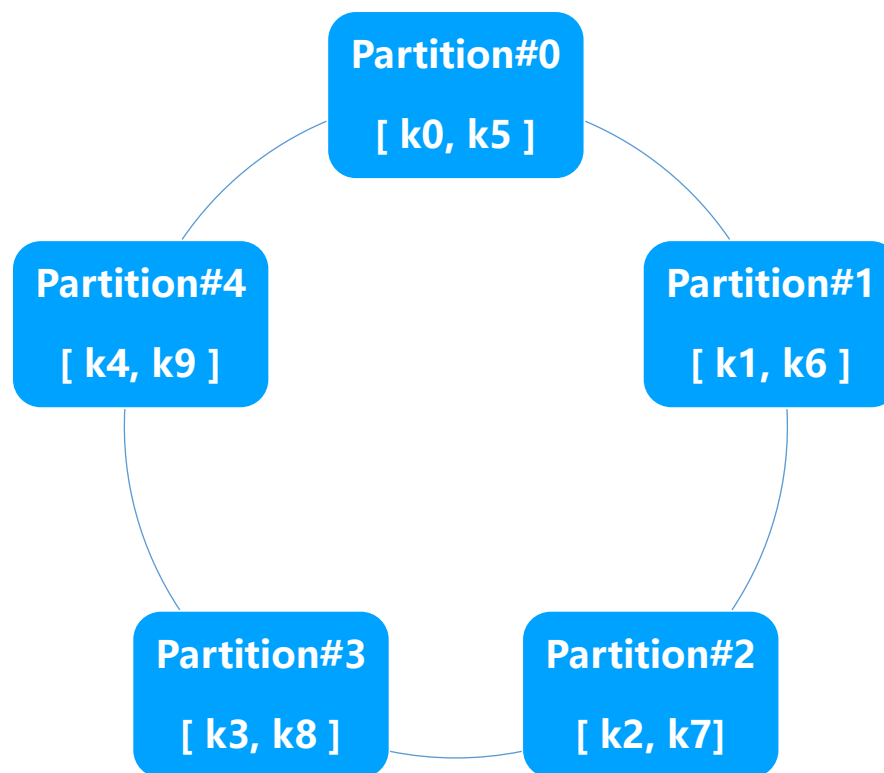 Partition#0
[ k0, k5 ]
Partition#4
[ k4, k9 ]
Partition#1
[ k1, k6 ]
Partition#3
[ k3, k8 ]
Partition#2
[ k2, k7]